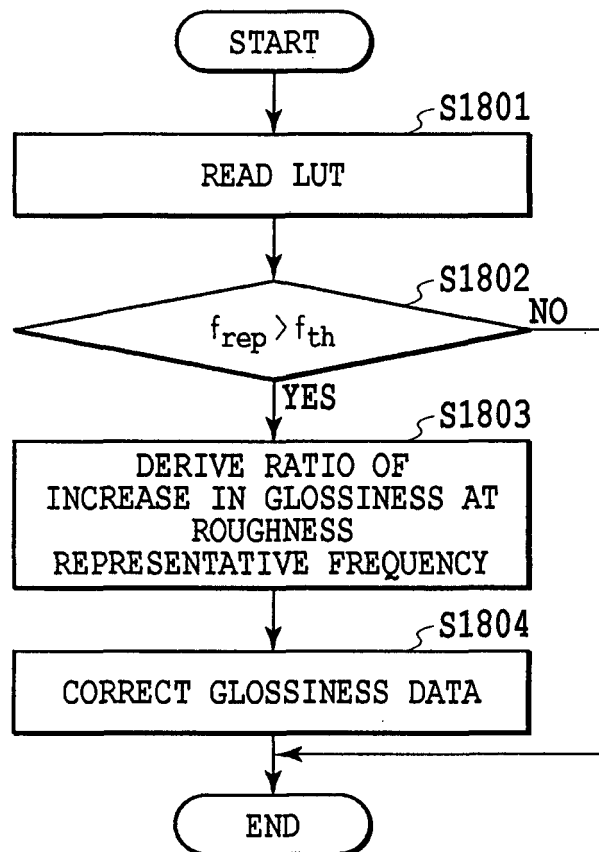 START
S1801
READ LUT
S1802
f_rep > f_th
NO
YES
S1803
DERIVE RATIO OF
INCREASE IN GLOSSINESS AT
ROUGHNESS
REPRESENTATIVE FREQUENCY
S1804
CORRECT GLOSSINESS DATA
END